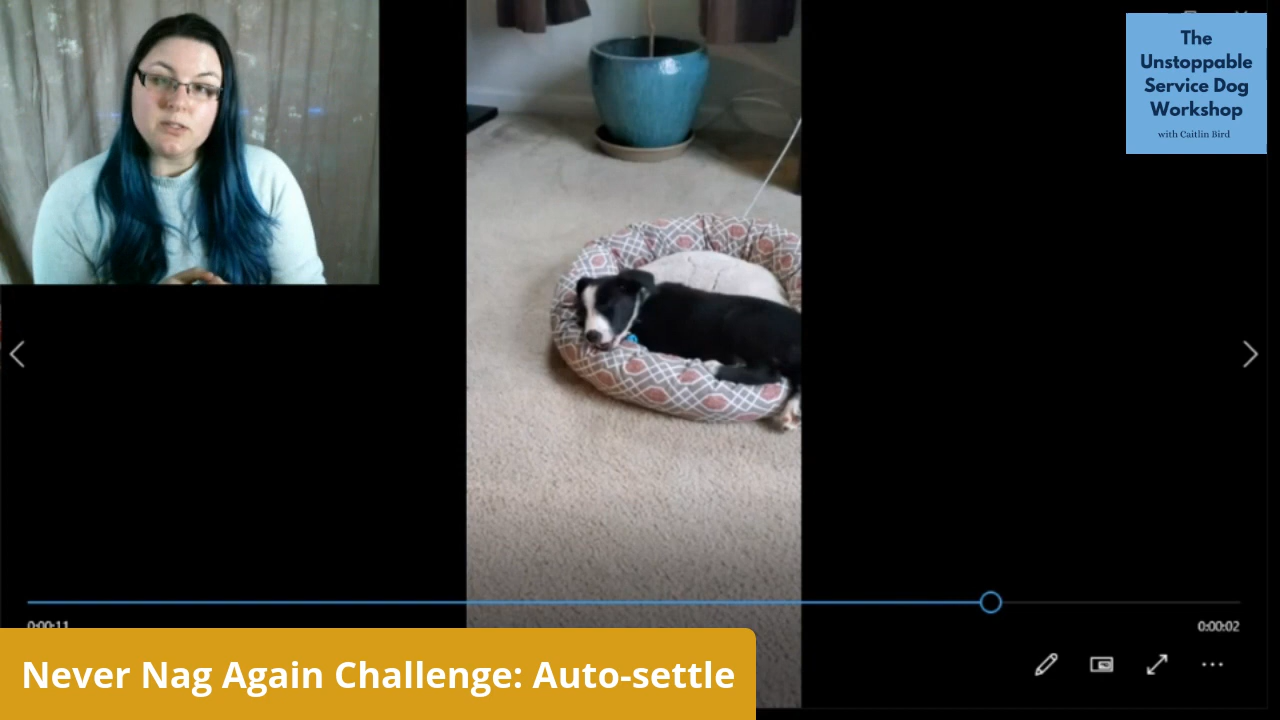 The
Unstoppable
Service Dog
Workshop
with Caitlin Bird
0:00:11
0:00:02
Never Nag Again Challenge: Auto-settle